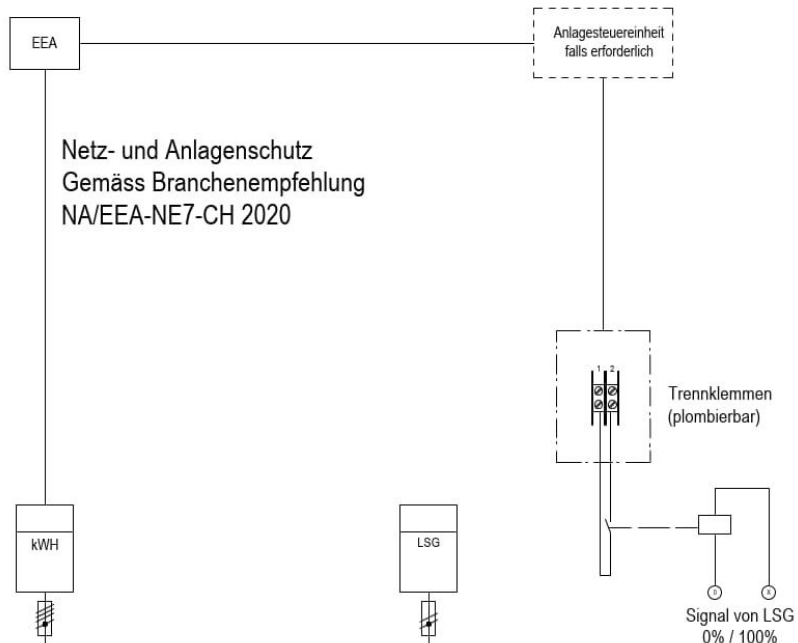 EEA
Anlagesteuereinheit
falls erforderlich
Netz- und Anlagenschutz
Gemäss Branchenempfehlung
NA/EEA-NE7-CH 2020
1 2
Trennklemmen
(plombierbar)
kWH
LSG
Signal von LSG
0% / 100%